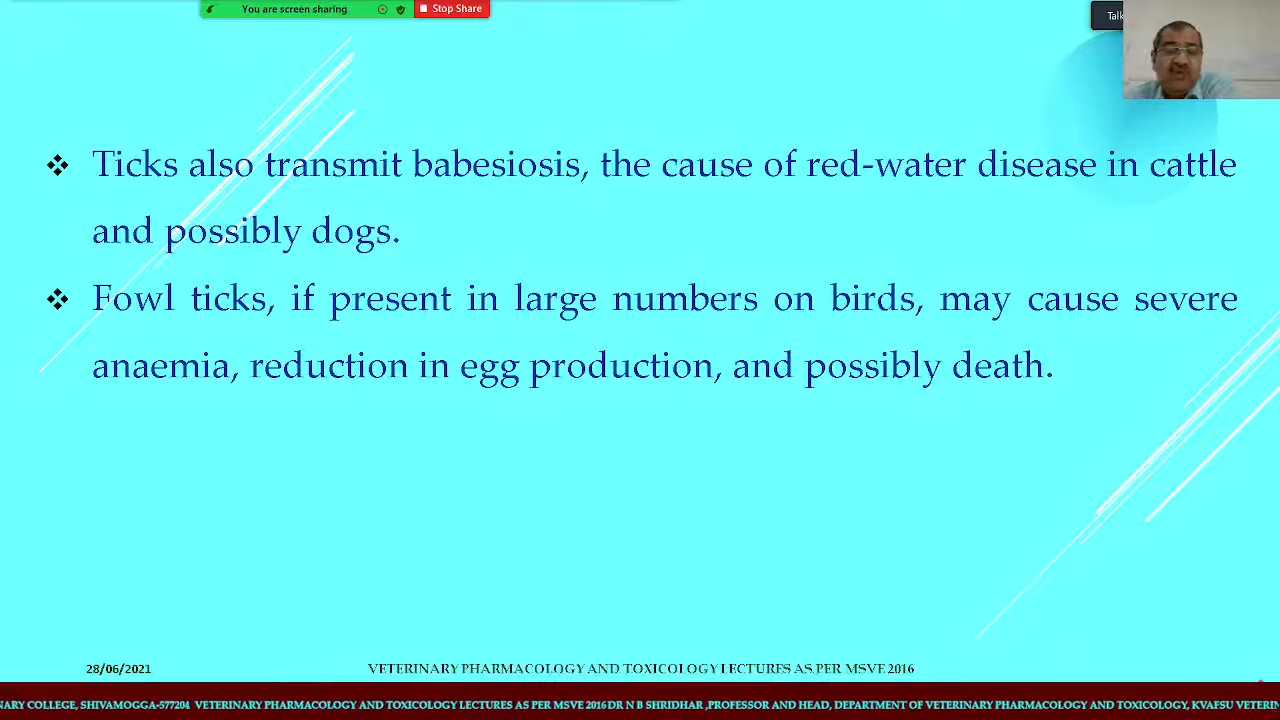 You are screen sharing
Stop Share
Talk
Ticks also transmit babesiosis, the cause of red-water disease in cattle
and possibly dogs.
Fowl ticks, if present in large numbers on birds, may cause severe
anaemia, reduction in egg production, and possibly death.
28/06/2021
VETERINARY PHARMACOLOGY AND TOXICOLOGY LECTURES AS PER MSVE 2016
NARY COLLEGE, SHIVAMOGGA-577204 VETERINARY PHARMACOLOGY AND TOXICOLOGY LECTURES AS PER MSVE 2016 DR N B SHRIDHAR ,PROFESSOR AND HEAD, DEPARTMENT OF VETERINARY PHARMACOLOGY AND TOXICOLOGY, KVAFSU VETERIN